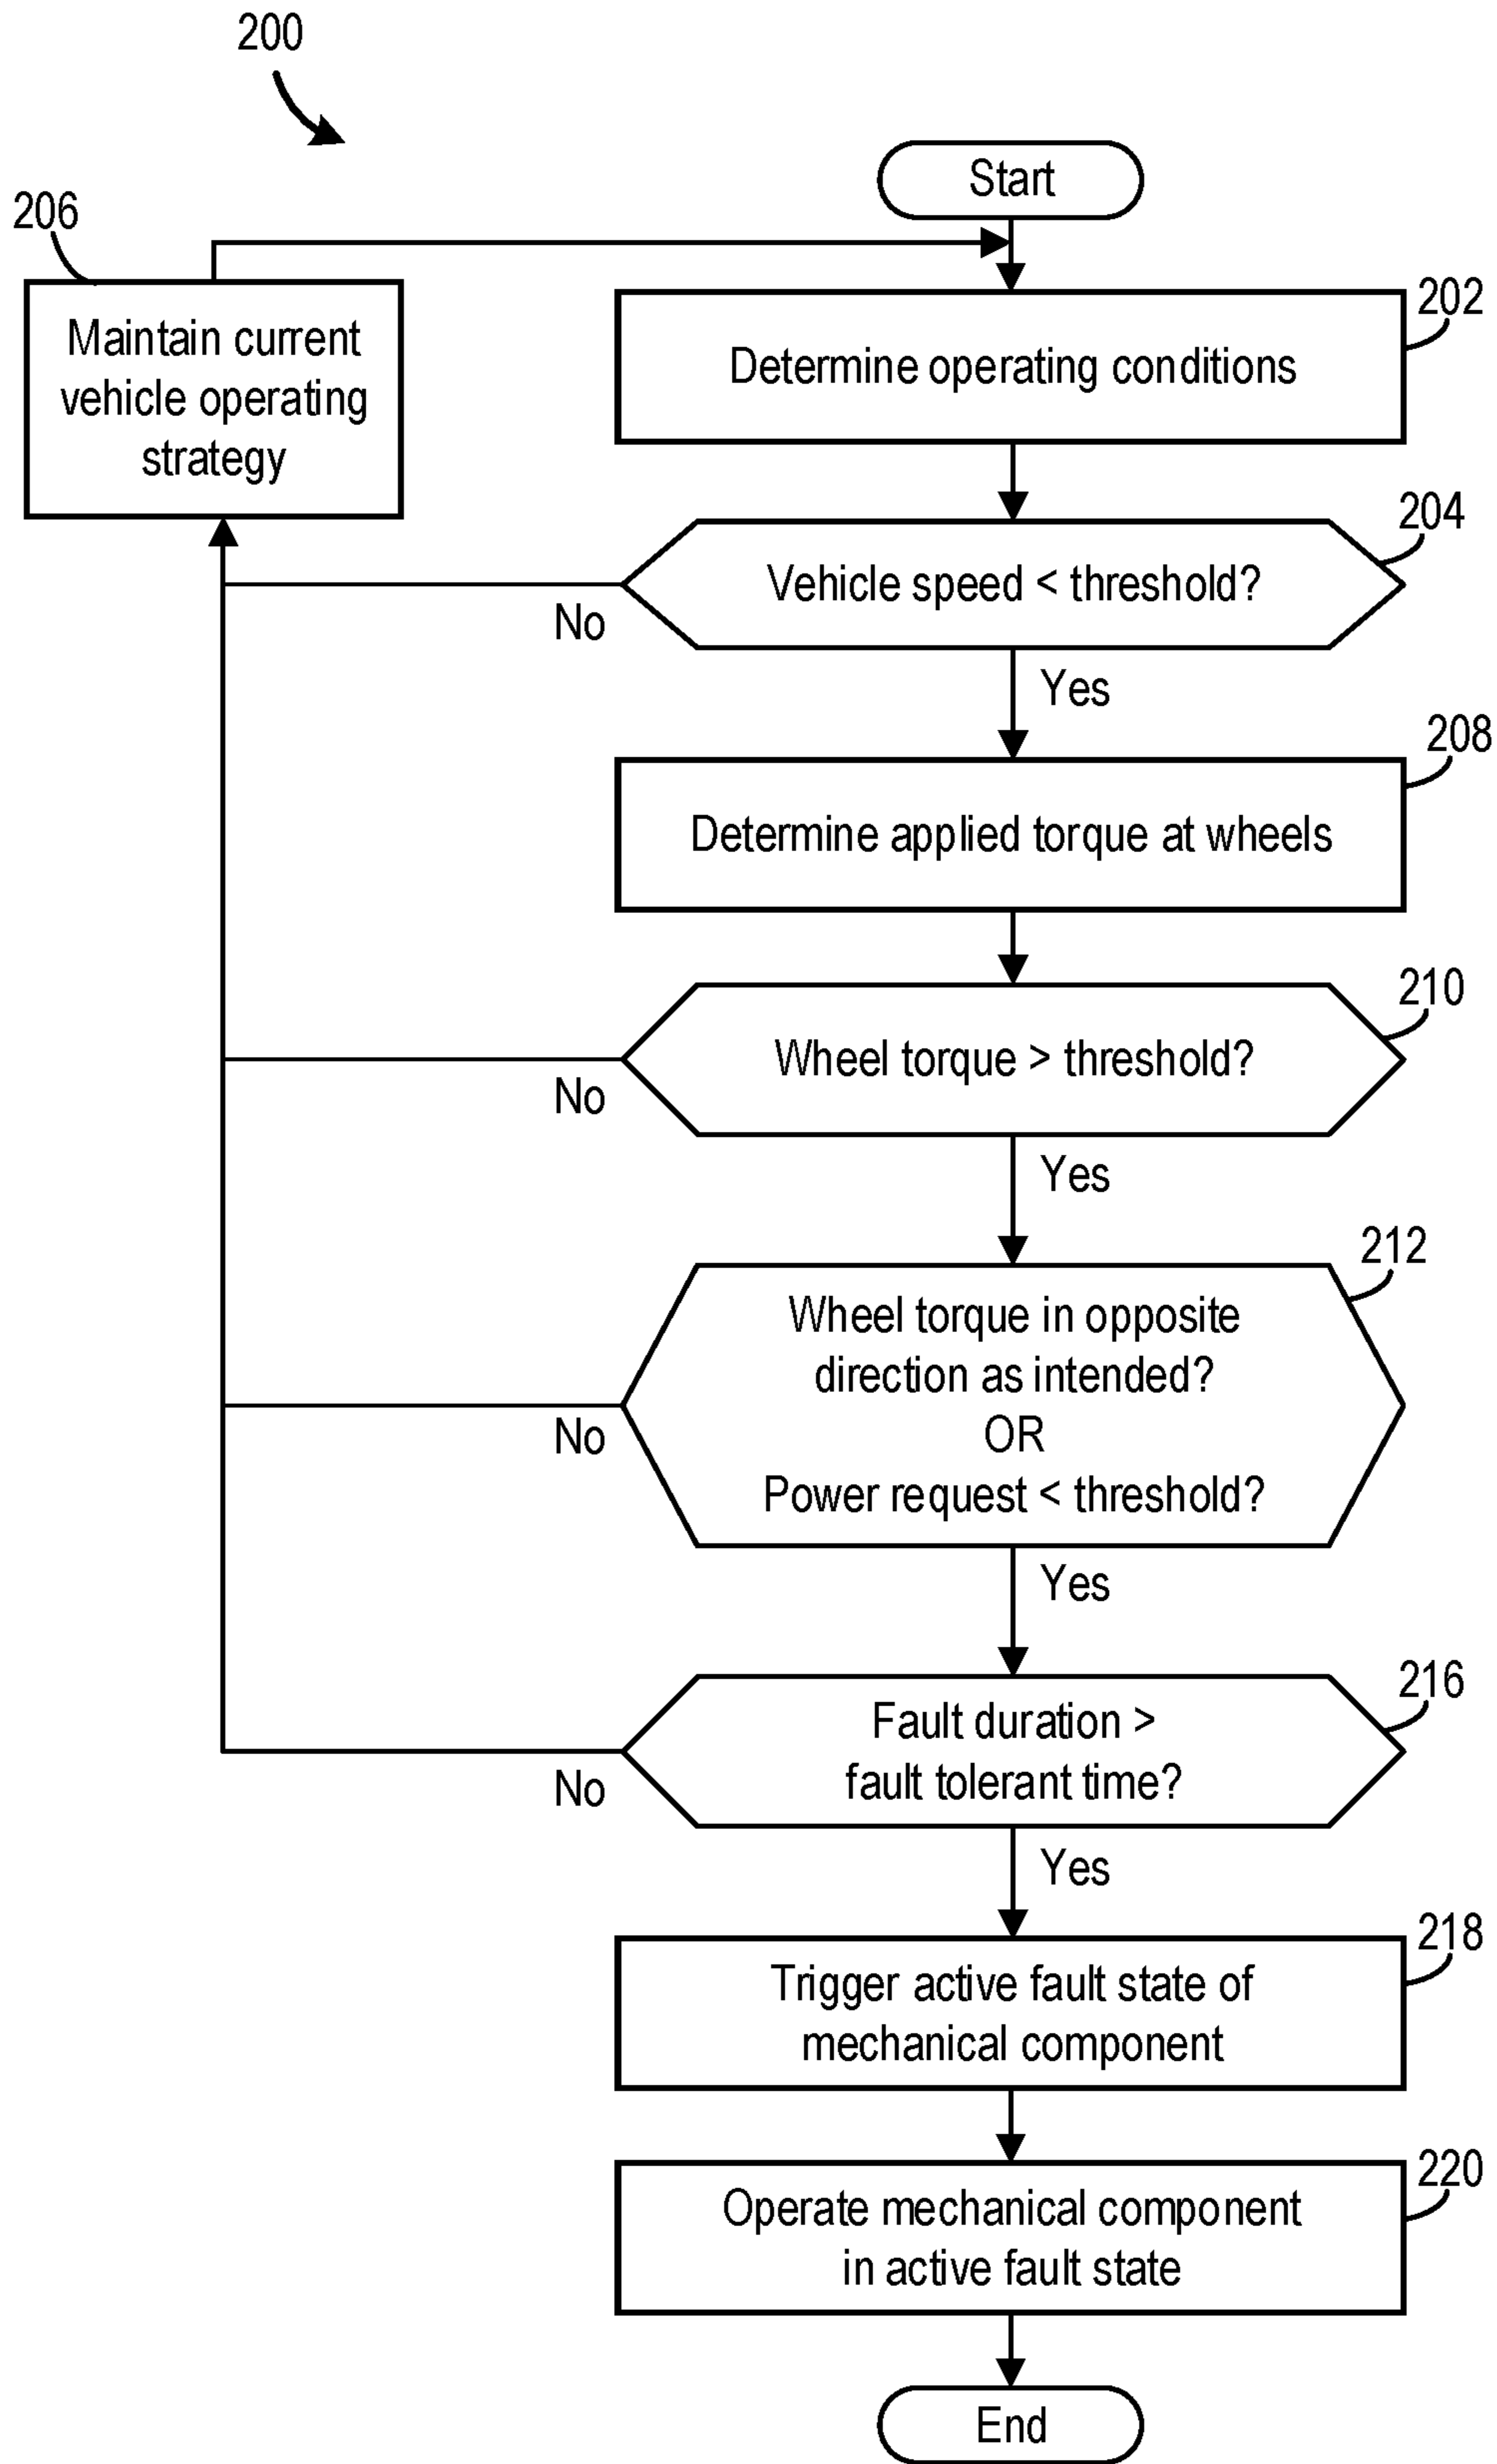 200
Start
206
Maintain current
vehicle operating
strategy
202
Determine operating conditions
204
Vehicle speed < threshold?
No
Yes
208
Determine applied torque at wheels
210
Wheel torque > threshold?
No
Yes
212
Wheel torque in opposite
direction as intended?
OR
Power request < threshold?
No
Yes
216
Fault duration >
fault tolerant time?
No
Yes
218
Trigger active fault state of
mechanical component
220
Operate mechanical component
in active fault state
End